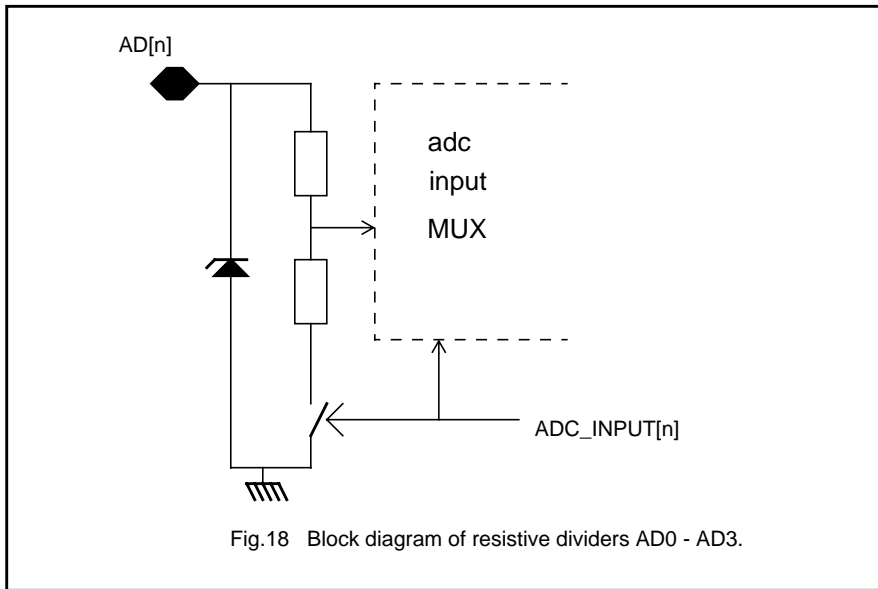 AD[n]
adc
input
MUX
ADC_INPUT[n]
Fig.18 Block diagram of resistive dividers AD0 - AD3.